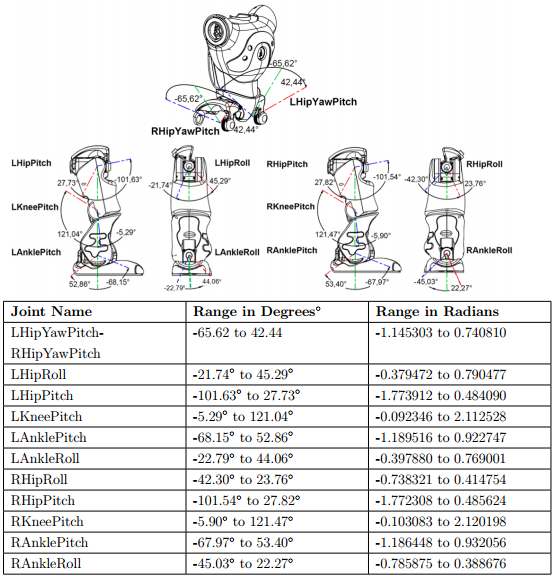 -65,62°
42,44°
-65,62°
LHipYawPitch
RHipYawPitch
-42,44°
LHipPitch
LHipRoll
RHipPitch
RHipRoll
27,73°
-101,63°
-21.74°
45.29°
27,82°
-101,54°
-42.30°
23,76°
LKneePitch
RKneePitch
121,04°
-5.29°
121,47°
-5,90°
LAnklePitch
LAnkleRoll
RAnklePitch
RAnkleRoll
52,86°
-68,15°
-22,79°
44,06°
53,40°
-67,97°
-45,03°
22,27°
Joint Name Range in Degrees° Range in Radians
LHipYawPitch- -65.62 to 42.44 -1.145303 to 0.740810
RHipYawPitch
LHipRoll -21.74° to 45.29° -0.379472 to 0.790477
LHipPitch -101.63° to 27.73° -1.773912 to 0.484090
LKneePitch -5.29° to 121.04° -0.092346 to 2.112528
LAnklePitch -68.15° to 52.86° -1.189516 to 0.922747
LAnkleRoll -22.79° to 44.06° -0.397880 to 0.769001
RHipRoll -42.30° to 23.76° -0.738321 to 0.414754
RHipPitch -101.54° to 27.82° -1.772308 to 0.485624
RKneePitch -5.90° to 121.47° -0.103083 to 2.120198
RAnklePitch -67.97° to 53.40° -1.186448 to 0.932056
RAnkleRoll -45.03° to 22.27° -0.785875 to 0.388676